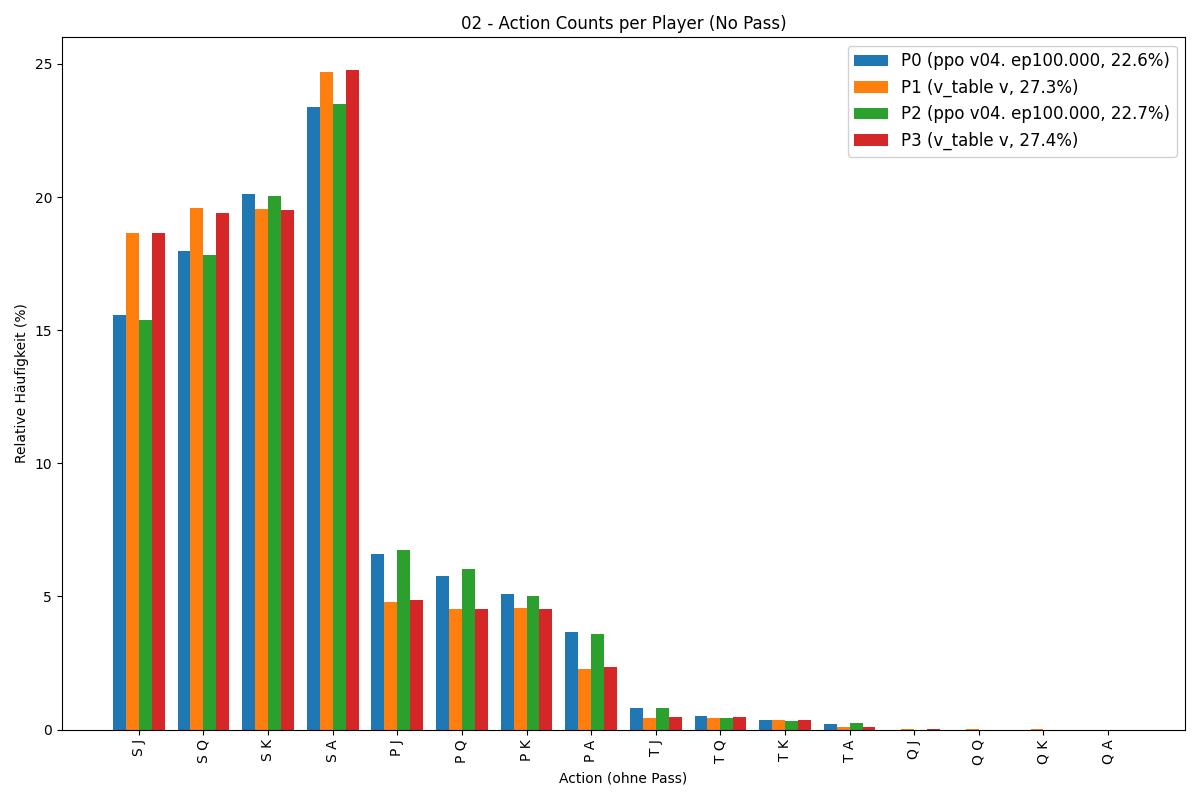 02 - Action Counts per Player (No Pass)
P0 (ppo v04. ep100.000, 22.6%)
P1 (v_table v, 27.3%)
P2 (ppo v04. ep100.000, 22.7%)
P3 (v_table v, 27.4%)
Relative Häufigkeit (%)
25
20
15
10
5
0
S J
S Q
S K
S A
P J
P Q
P K
P A
T J
T Q
T K
T A
Q J
Q Q
Q K
Q A
Action (ohne Pass)